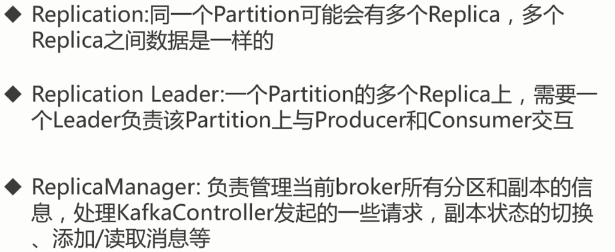 ◆ Replication:同一个Partition可能会有多个Replica，多个
Replica之间数据是一样的
◆ Replication Leader:一个Partition的多个Replica上，需要一
个Leader负责该Partition上与Producer和Consumer交互
◆ ReplicaManager: 负责管理当前broker所有分区和副本的信
息，处理KafkaController发起的一些请求，副本状态的切换
、添加/读取消息等